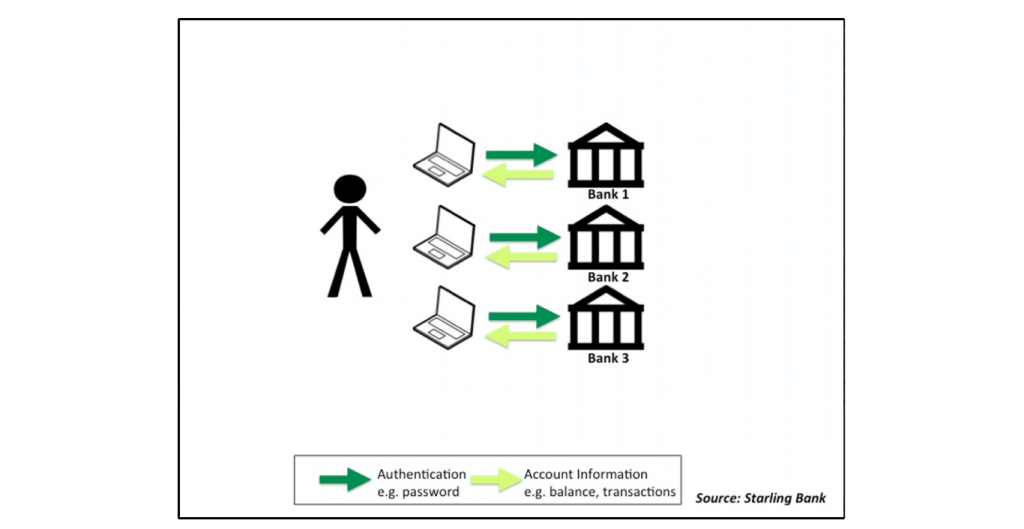 Bank 1
Bank 2
Bank 3
Authentication
e.g. password
Account Information
e.g. balance, transactions
Source: Starling Bank